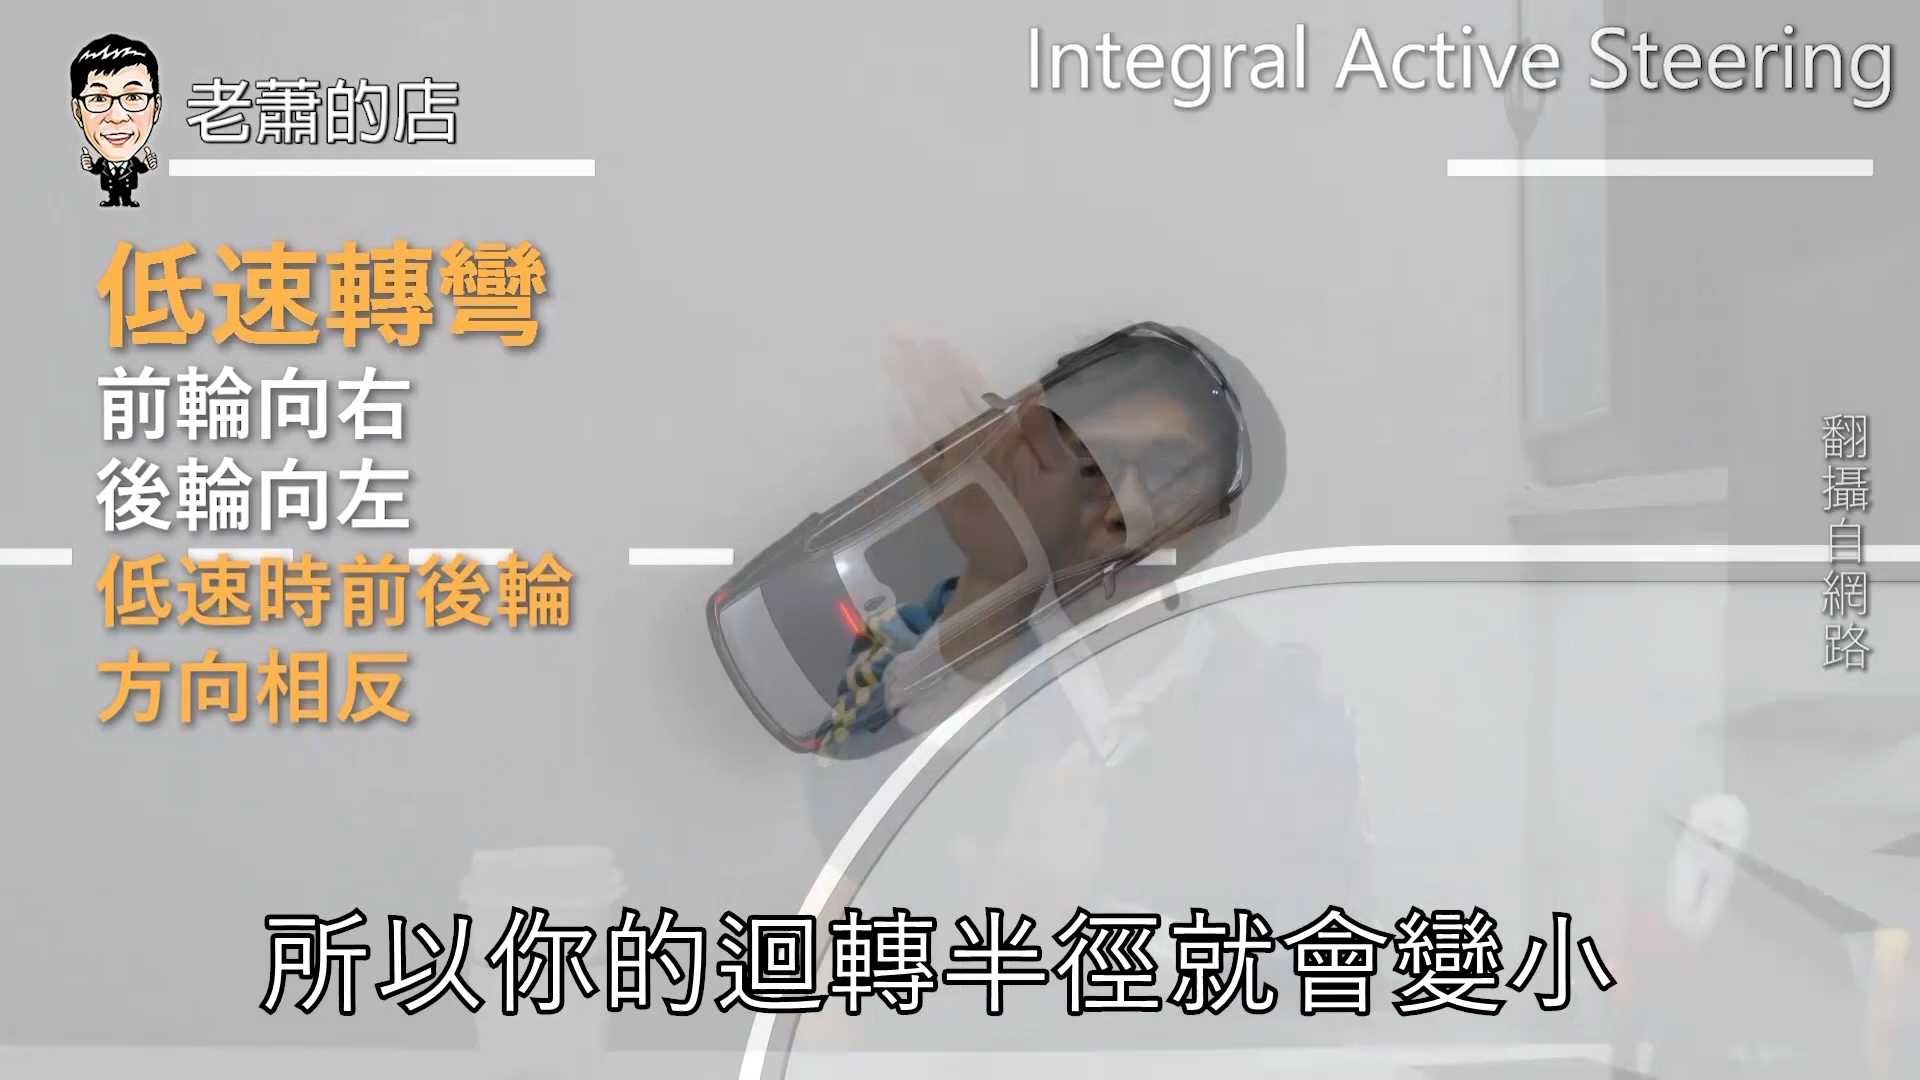 老蕭的店
Integral Active Steering
低速轉彎
前輪向右
後輪向左
低速時前後輪
方向相反
翻攝自網路
所以你的迴轉半徑就會變小